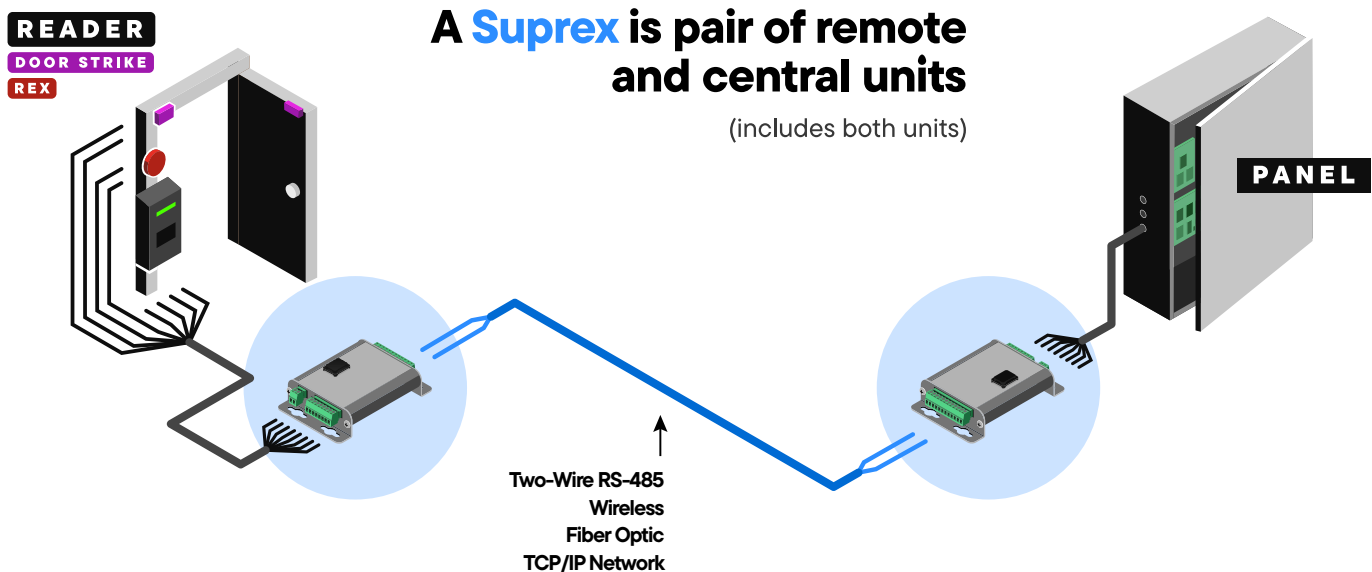 READER
DOOR STRIKE
REX
A Suprex is pair of remote
and central units
(includes both units)
PANEL
Two-Wire RS-485
Wireless
Fiber Optic
TCP/IP Network